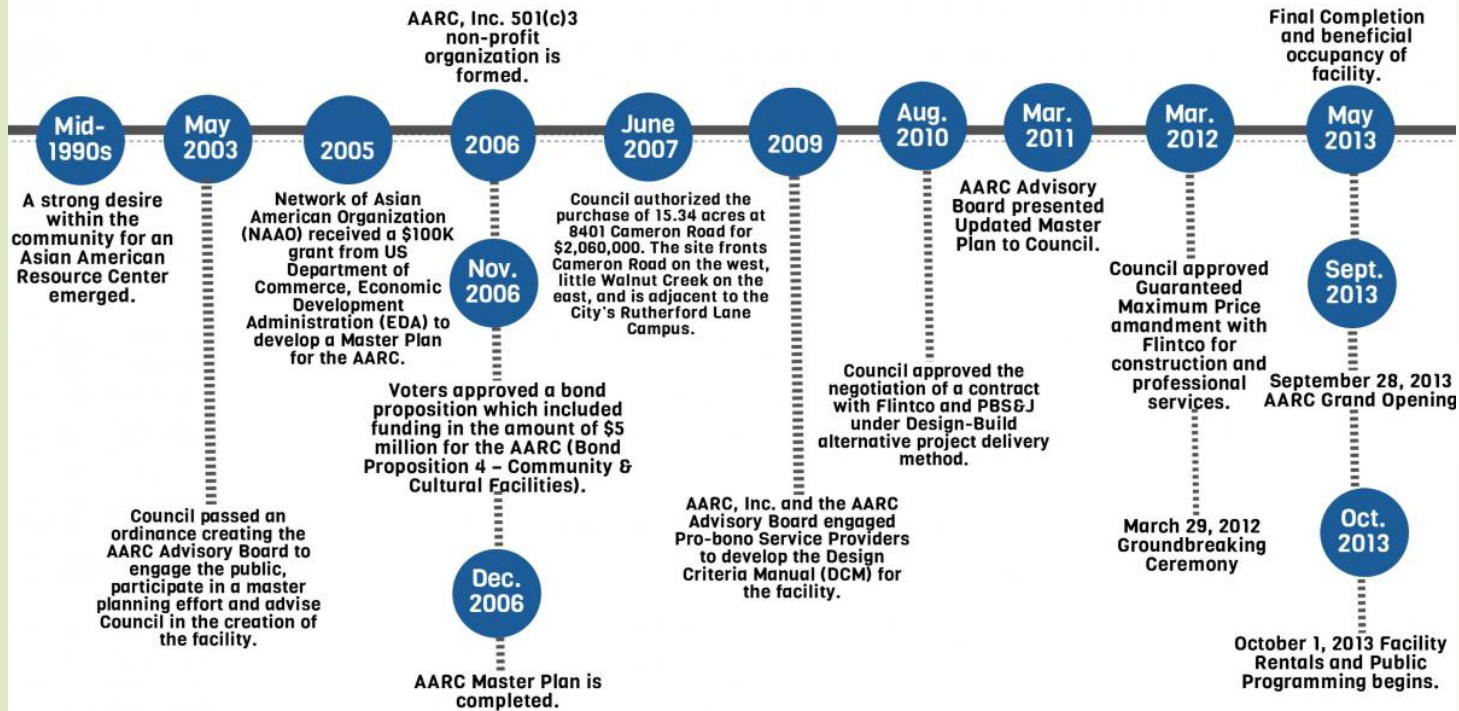 Mid-
1990s
A strong desire
within the
community for an
Asian American
Resource Center
emerged.
May
2003
Council passed an
ordinance creating the
AARC Advisory Board to
engage the public,
participate in a master
planning effort and advise
Council in the creation of
the facility.
2005
Network of Asian
American Organization
(NAAO) received a $100K
grant from US
Department of
Commerce, Economic
Development
Administration (EDA) to
develop a Master Plan
for the AARC.
AARC, Inc. 501(c)3
non-profit
organization is
formed.
2006
Nov.
2006
Voters approved a bond
proposition which included
funding in the amount of $5
million for the AARC (Bond
Proposition 4 – Community &
Cultural Facilities).
Dec.
2006
AARC Master Plan is
completed.
June
2007
Council authorized the
purchase of 15.34 acres at
8401 Cameron Road for
$2,060,000. The site fronts
Cameron Road on the west,
little Walnut Creek on the
east, and is adjacent to the
City's Rutherford Lane
Campus.
2009
AARC, Inc. and the AARC
Advisory Board engaged
Pro-bono Service Providers
to develop the Design
Criteria Manual (DCM) for
the facility.
Aug.
2010
Council approved the
negotiation of a contract
with Flintco and PBS&J
under Design-Build
alternative project delivery
method.
Mar.
2011
AARC Advisory
Board presented
Updated Master
Plan to Council.
Mar.
2012
Council approved
Guaranteed
Maximum Price
amandment with
Flintco for
construction and
professional
services.
March 29, 2012
Groundbreaking
Ceremony
Final Completion
and beneficial
occupancy of
facility.
May
2013
Sept.
2013
September 28, 2013
AARC Grand Opening
Oct.
2013
October 1, 2013 Facility
Rentals and Public
Programming begins.